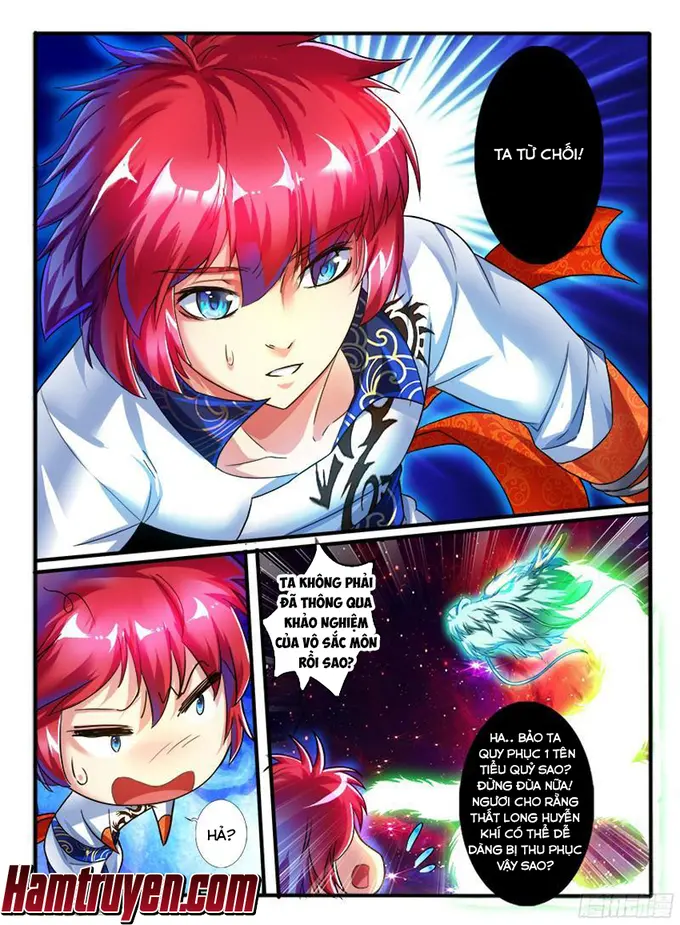 TA TỪ CHỐI!
HẢ?
TA KHÔNG PHẢI
ĐÃ THÔNG QUA
KHẢO NGHIỆM
CỦA VÔ SẮC MÔN
RỒI SAO?
HA.. BẢO TA
QUY PHỤC 1 TÊN
TIỂU QUỶ SAO?
ĐỪNG ĐÙA NỮA!
NGƯƠI CHO RẰNG
THẤT LONG HUYỄN
KHÍ CÓ THỂ DỄ
DÀNG BỊ THU PHỤC
VẬY SAO?
Hamtruyen.com